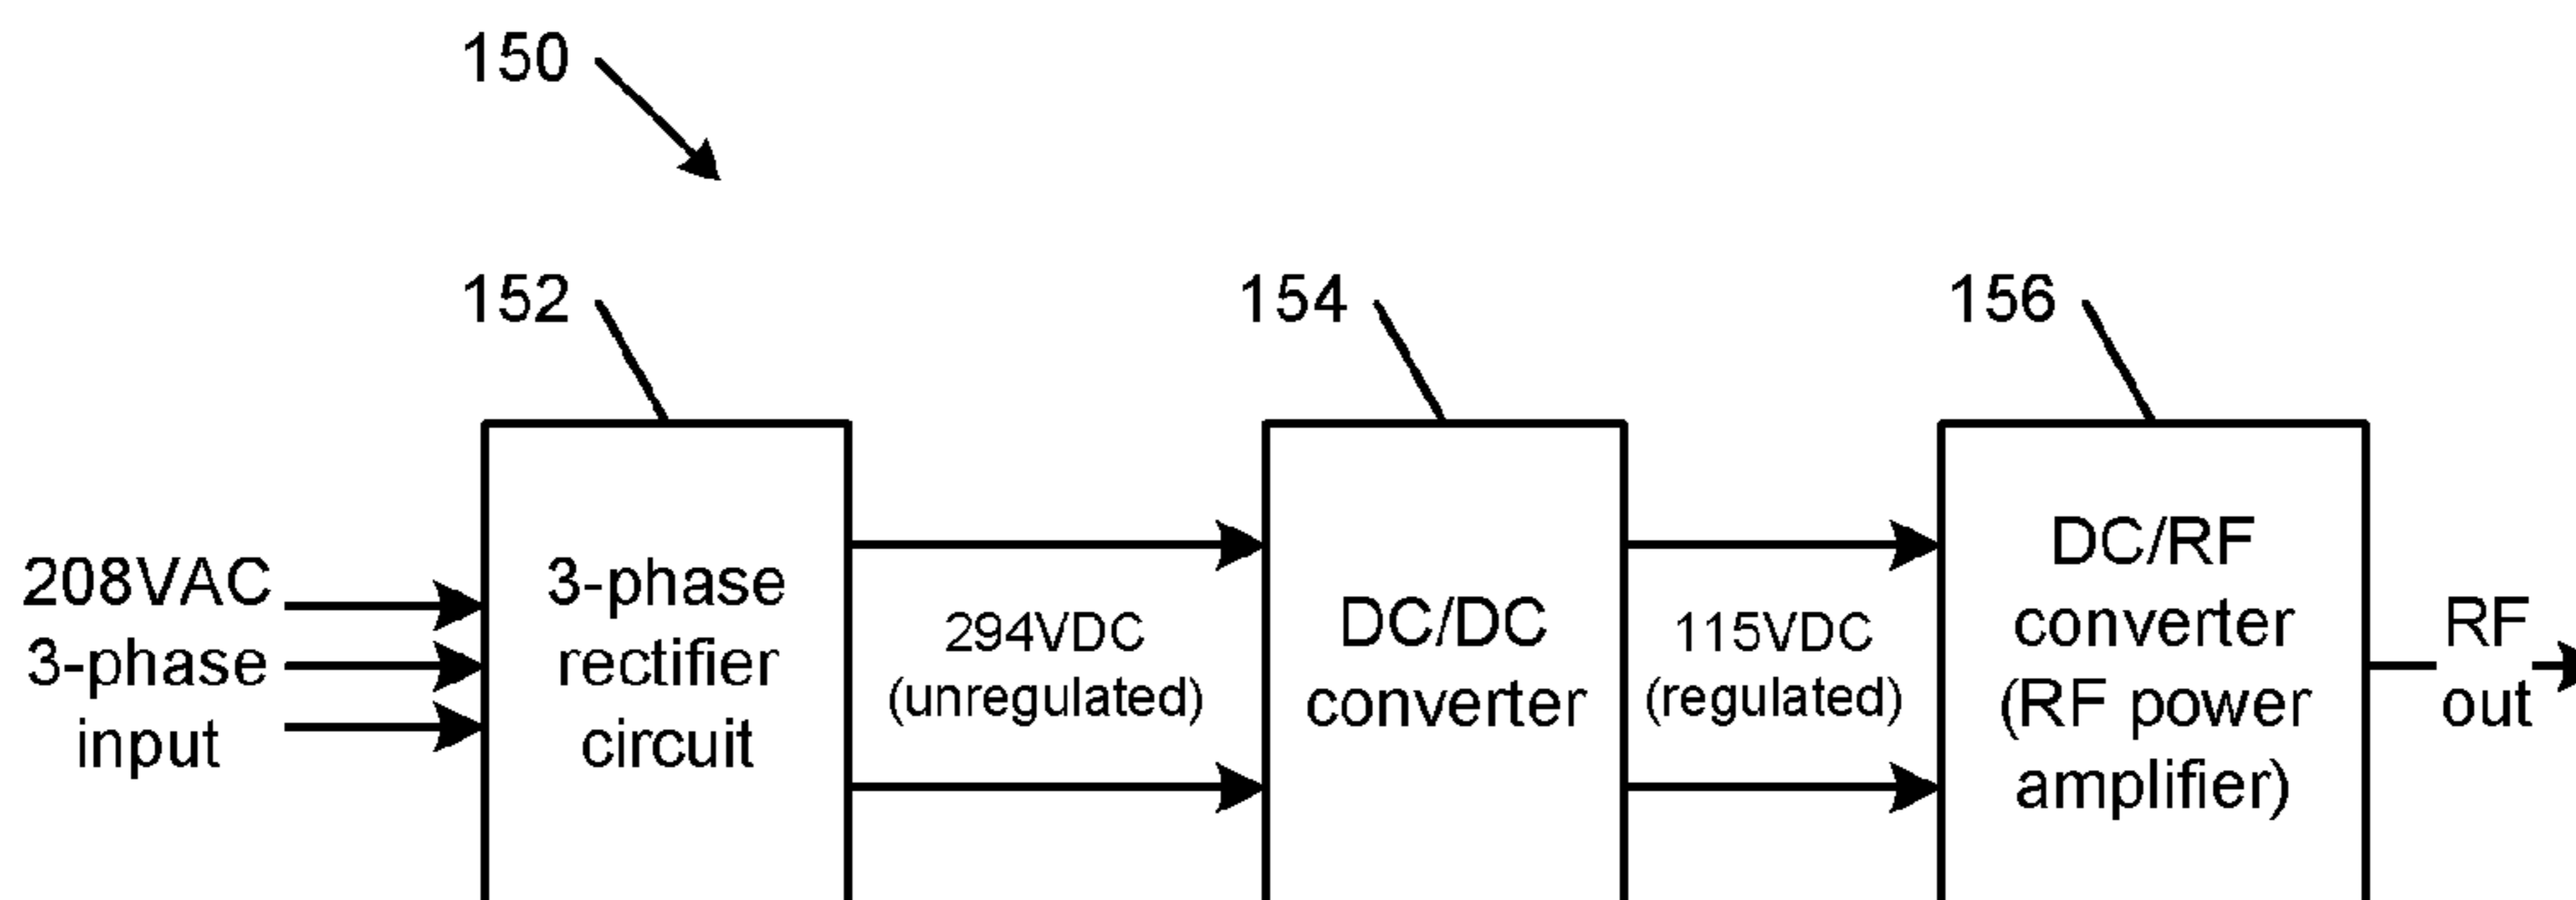 150
152
154
156
208VAC
3-phase
input
3-phase
rectifier
circuit
294VDC
(unregulated)
DC/DC
converter
115VDC
(regulated)
DC/RF
converter
(RF power
amplifier)
RF
out